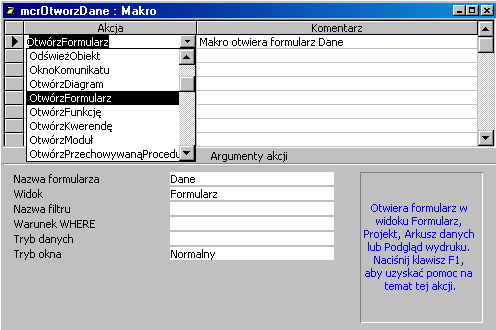 mcrOtworzDane : Makro
Akcja Komentarz
OtwórzFormularz Makro otwiera formularz Dane
OdświeżObiekt
OknoKomunikatu
OtwórzDiagram
OtwórzFormularz
OtwórzFunkcję
OtwórzKwerendę
OtwórzModuł
OtwórzPrzechowywanąProcedu
Argumenty akcji
Nazwa formularza Dane
Widok Formularz
Nazwa filtru
Warunek WHERE
Tryb danych
Tryb okna Normalny
Otwiera formularz w
widoku Formularz,
Projekt, Arkusz danych
lub Podgląd wydruku.
Naciśnij klawisz F1,
aby uzyskać pomoc na
temat tej akcji.